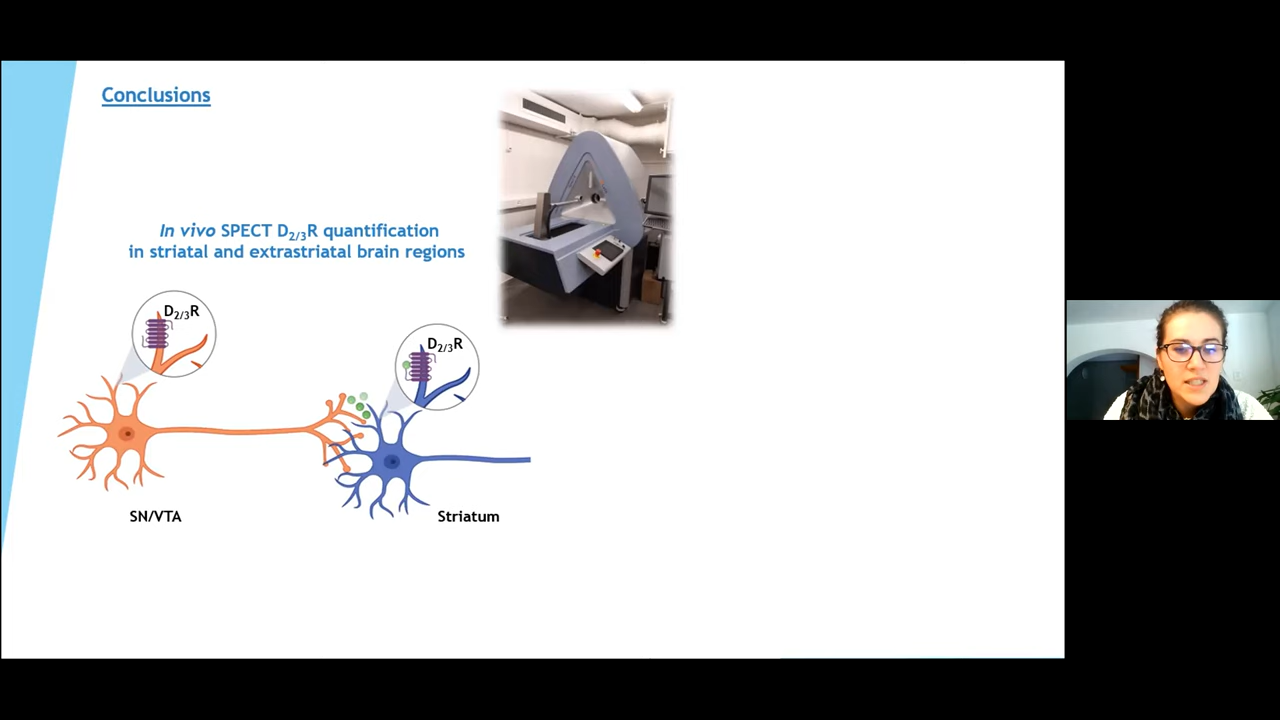 Conclusions
In vivo SPECT D2/3R quantification
in striatal and extrastriatal brain regions
D2/3R
D2/3R
SN/VTA
Striatum